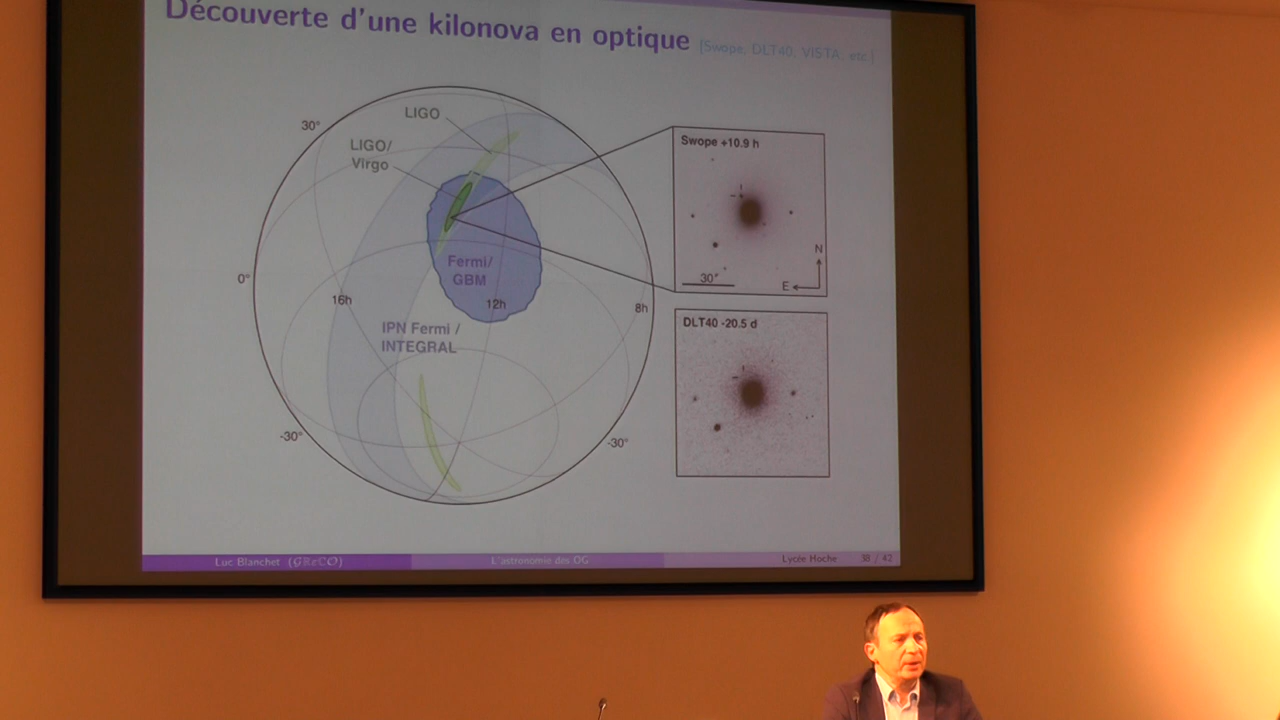 Découverte d'une kilonova en optique [Swope, DLT40, VISTA, etc.]
LIGO
30°
LIGO/
Virgo
Swope +10.9 h
N
30"
E
Fermi/
GBM
0°
16h
12h
8h
IPN Fermi /
INTEGRAL
DLT40 -20.5 d
-30°
-30°
Luc Blanchet (GRεCO) L'astronomie des OG Lycée Hoche 38 / 42